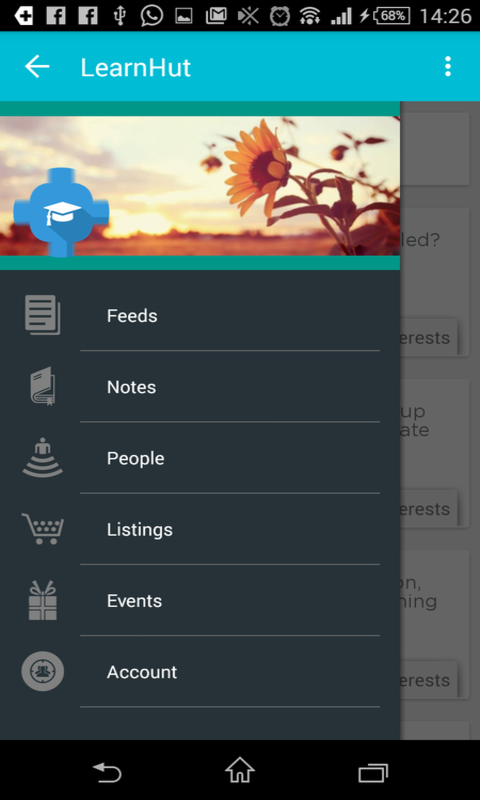 68% 14:26
LearnHut
led?
erests
Feeds
Notes
up
ate
People
erests
Listings
on,
Events
ning
Account
erests